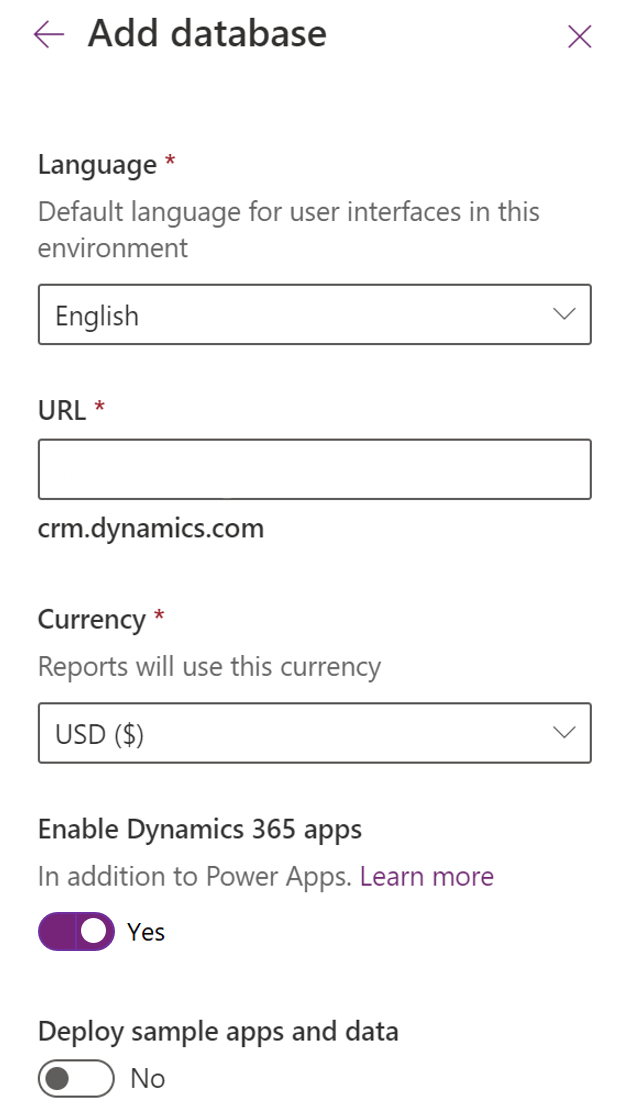 Add database
Language *
Default language for user interfaces in this
environment
English
URL *
crm.dynamics.com
Currency *
Reports will use this currency
USD ($)
Enable Dynamics 365 apps
In addition to Power Apps. Learn more
Yes
Deploy sample apps and data
No